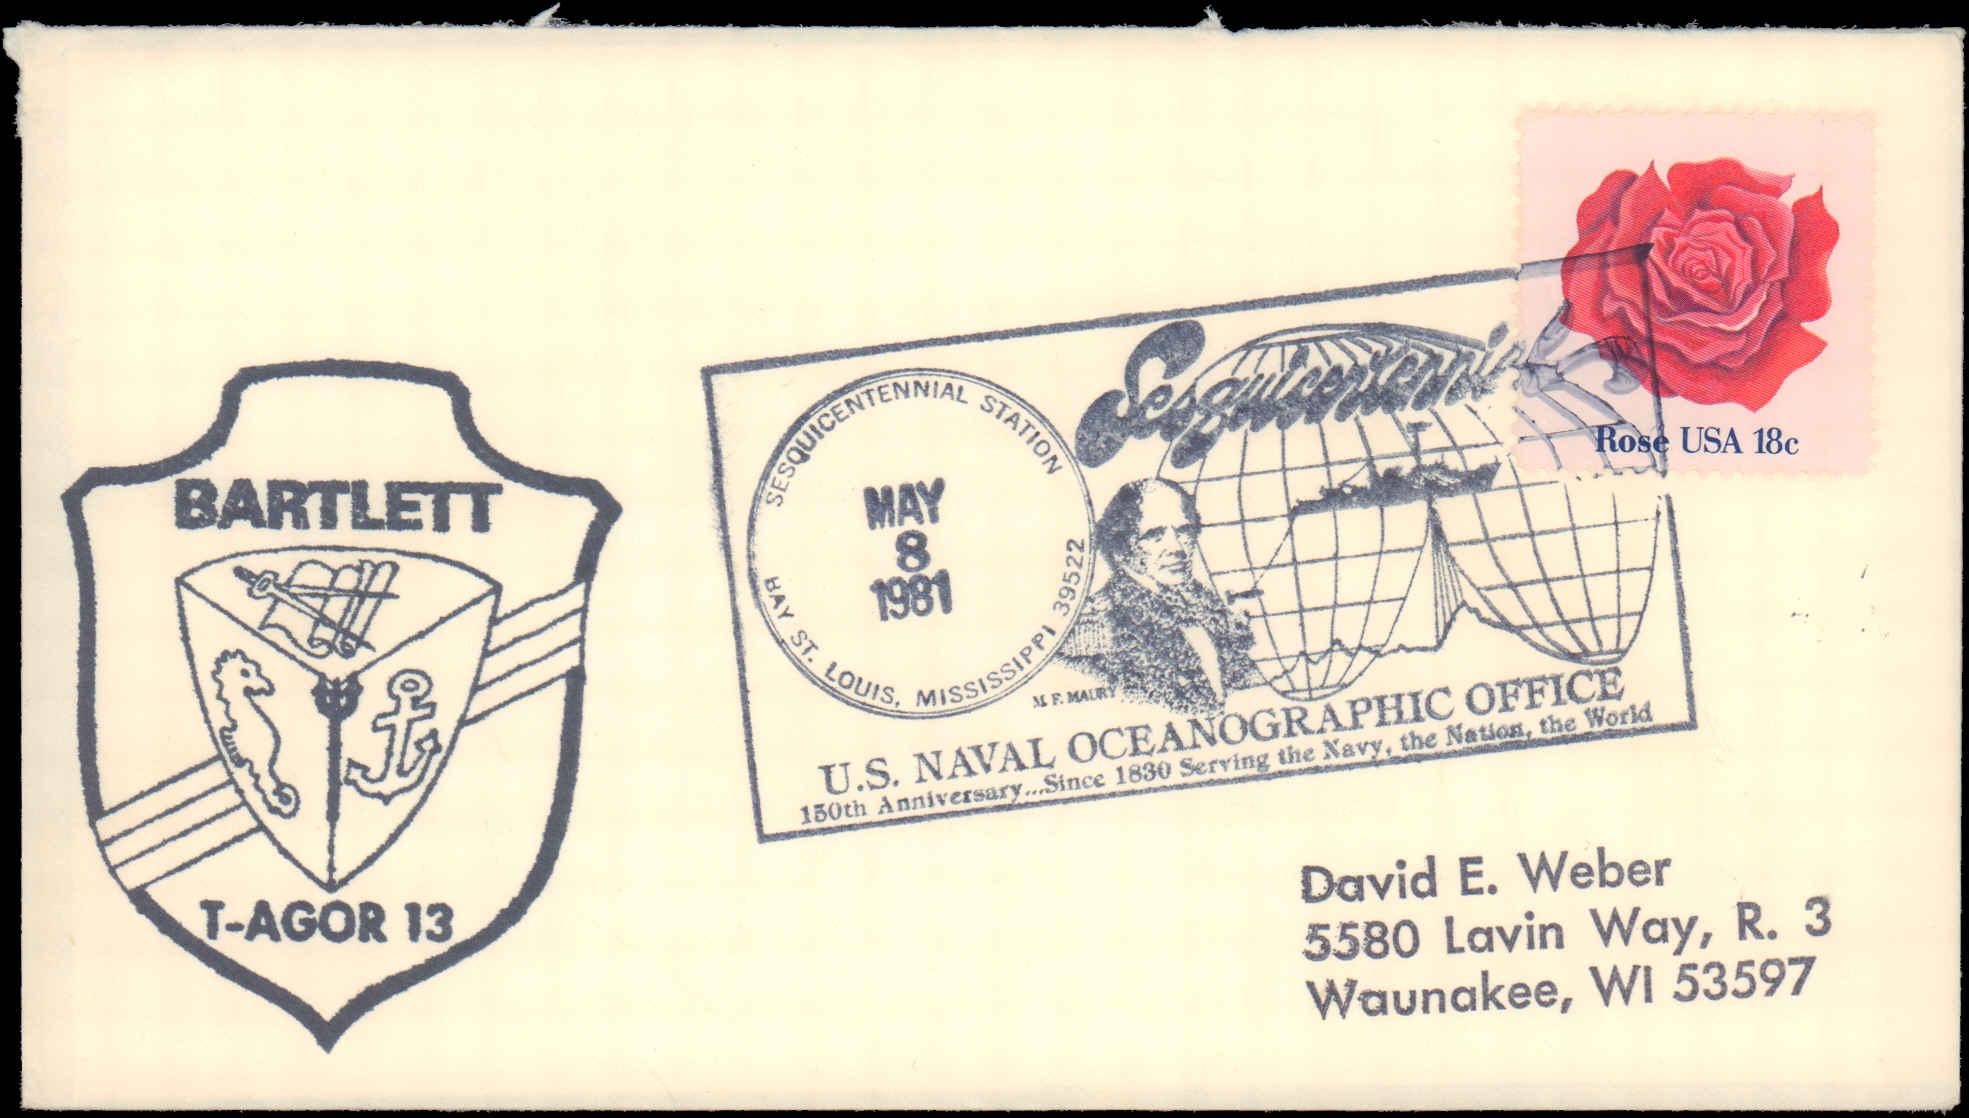 BARTLETT
T-AGOR 13
SESQUICENTENNIAL STATION
MAY
8
1981
BAY ST. LOUIS, MISSISSIPPI 39522
Sesquicentennial
M. F. MAURY
U.S. NAVAL OCEANOGRAPHIC OFFICE
150th Anniversary...Since 1830 Serving the Navy, the Nation, the World
Rose USA 18c
David E. Weber
5580 Lavin Way, R. 3
Waunakee, WI 53597